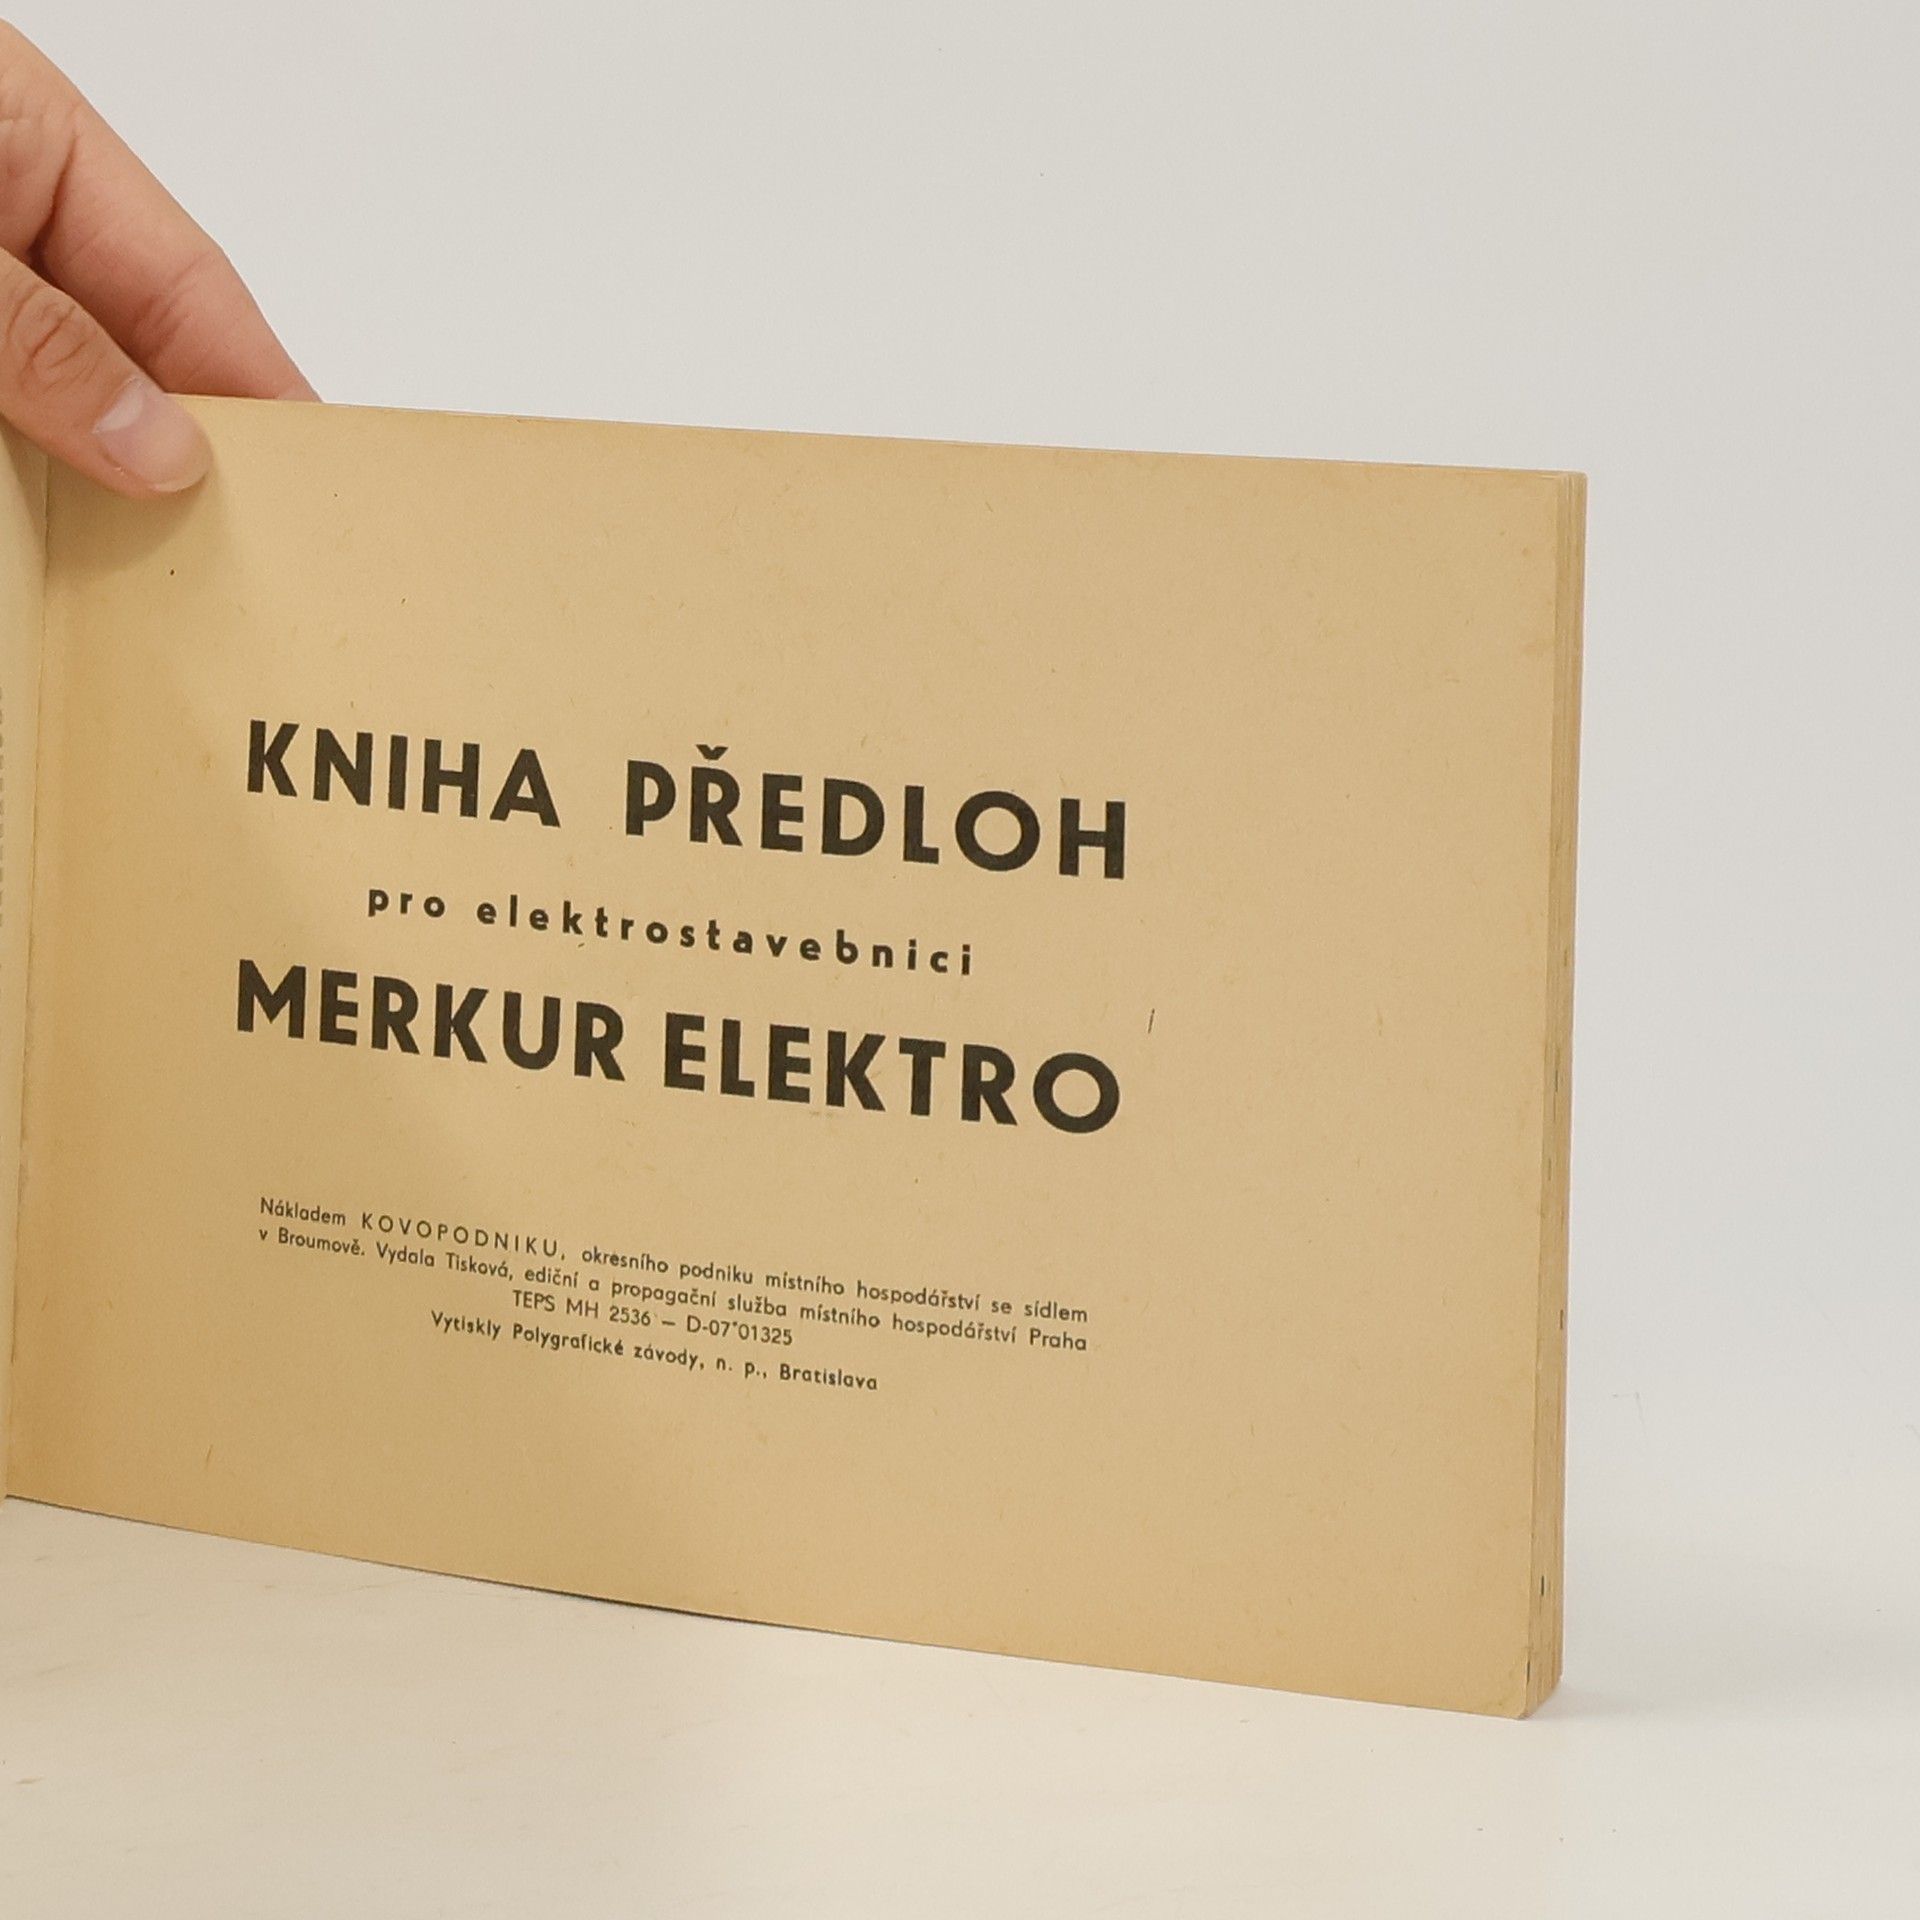 KNIHA PŘEDLOH
pro elektrostavebnici
MERKUR ELEKTRO
Nákladem KOVOPODNIKU, okresního podniku místního hospodářství se sídlem
v Broumově. Vydala Tisková, ediční a propagační služba místního hospodářství Praha
TEPS MH 2536 — D-07*01325
Vytiskly Polygrafické závody, n. p., Bratislava